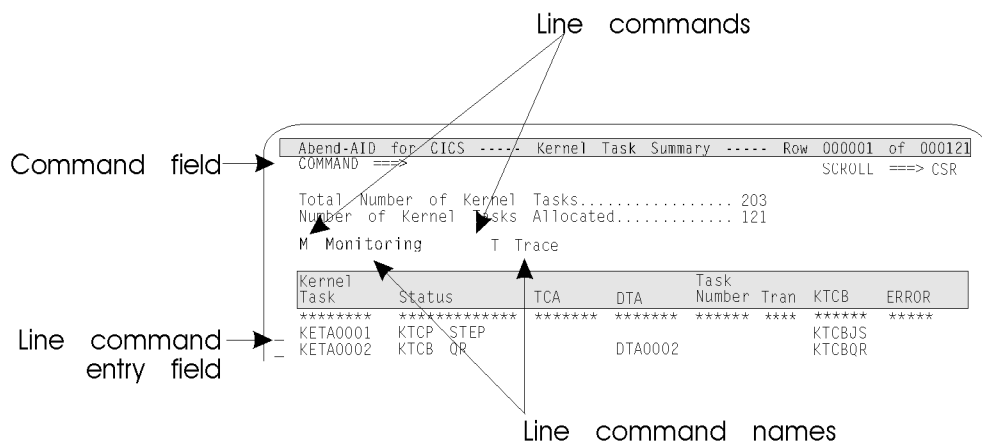 Line commands
Abend-AID for CICS ----- Kernel Task Summary ----- Row 000001 of 000121
Command field
COMMAND ===> SCROLL ===> CSR
Total Number of Kernel Tasks................. 203
Number of Kernel Tasks Allocated............. 121
M Monitoring T Trace
Kernel Task
Task Status TCA DTA Number Tran KTCB ERROR
******** ************* ******* ******* ****** **** ****** *****
KETA0001 KTCP STEP KTCBJS
Line command
_ KETA0002 KTCB QR DTA0002 KTCBQR
entry field
Line command names